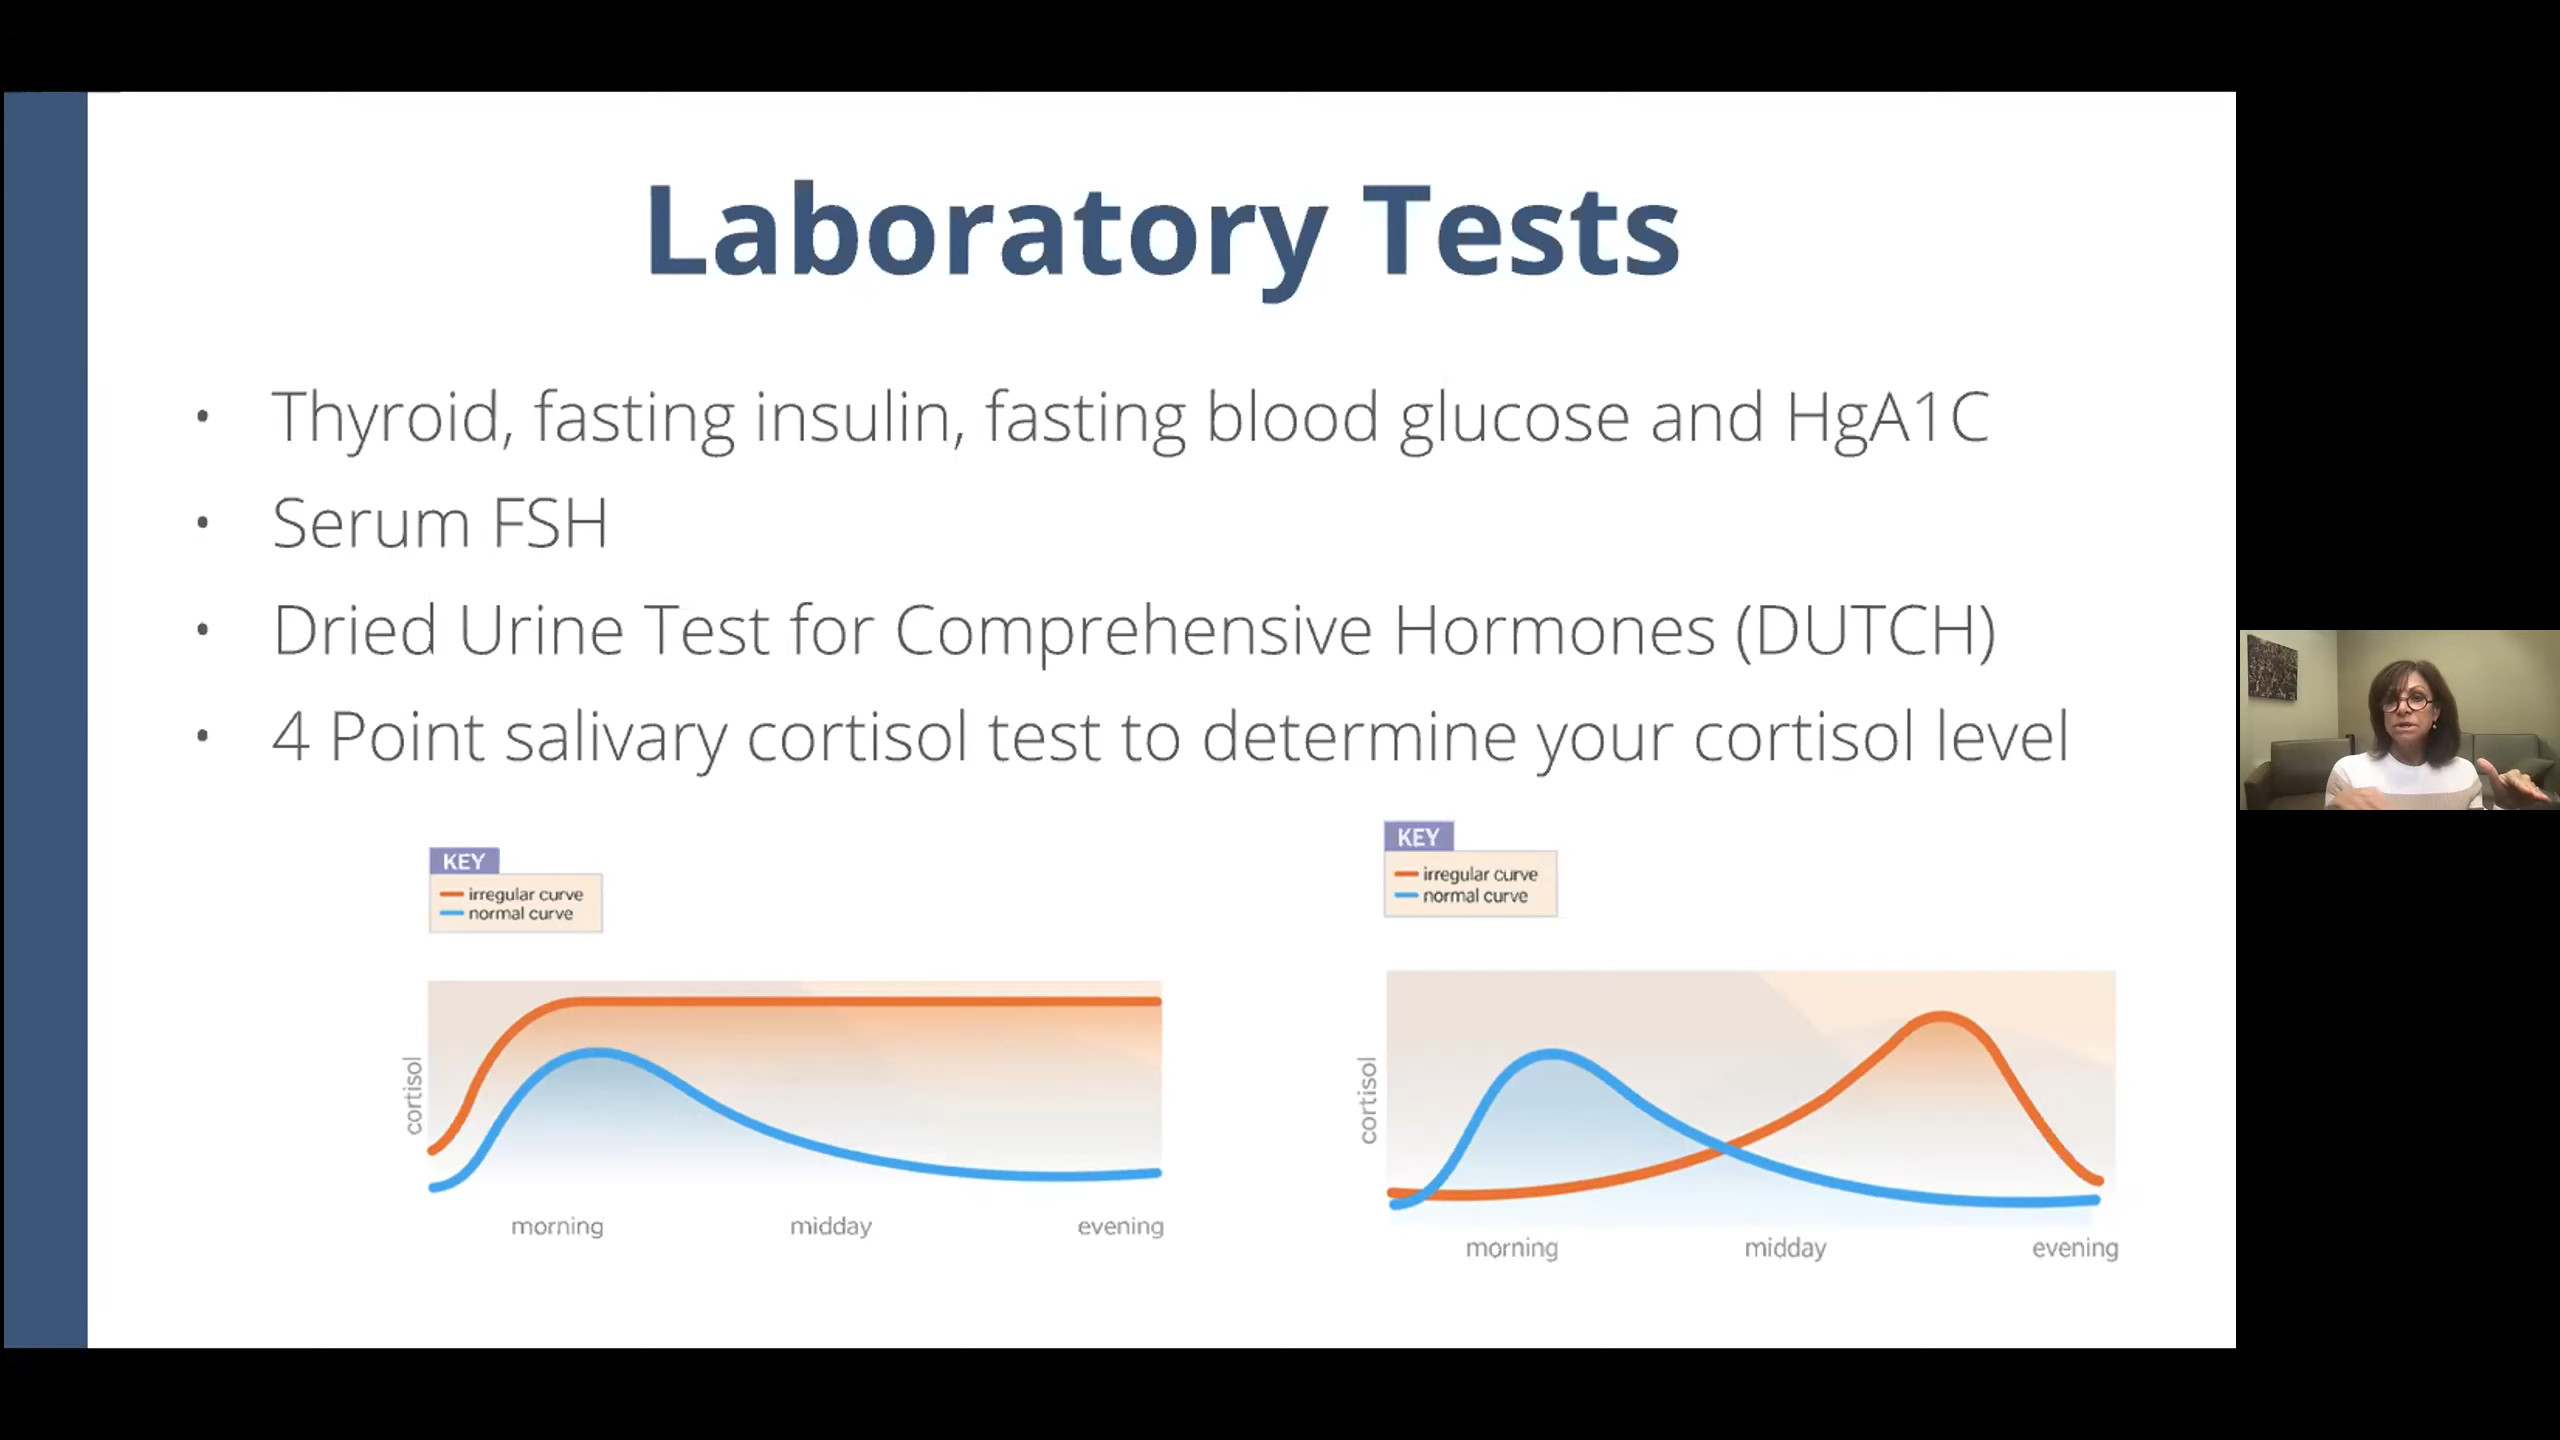 Laboratory Tests
• Thyroid, fasting insulin, fasting blood glucose and HgA1C
• Serum FSH
• Dried Urine Test for Comprehensive Hormones (DUTCH)
• 4 Point salivary cortisol test to determine your cortisol level
KEY
irregular curve
normal curve
cortisol
morning midday evening
KEY
irregular curve
normal curve
cortisol
morning midday evening